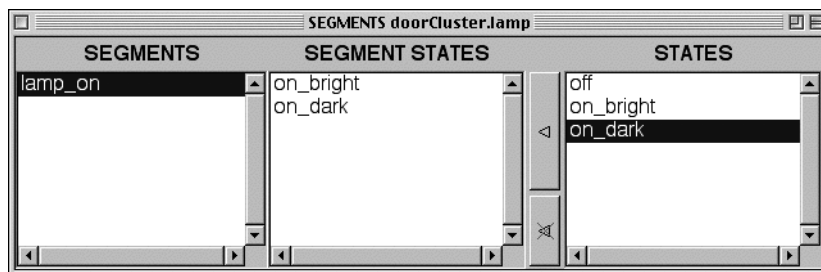 SEGMENTS doorCluster.lamp
SEGMENTS
SEGMENT STATES
STATES
lamp_on
on_bright
on_dark
off
on_bright
on_dark